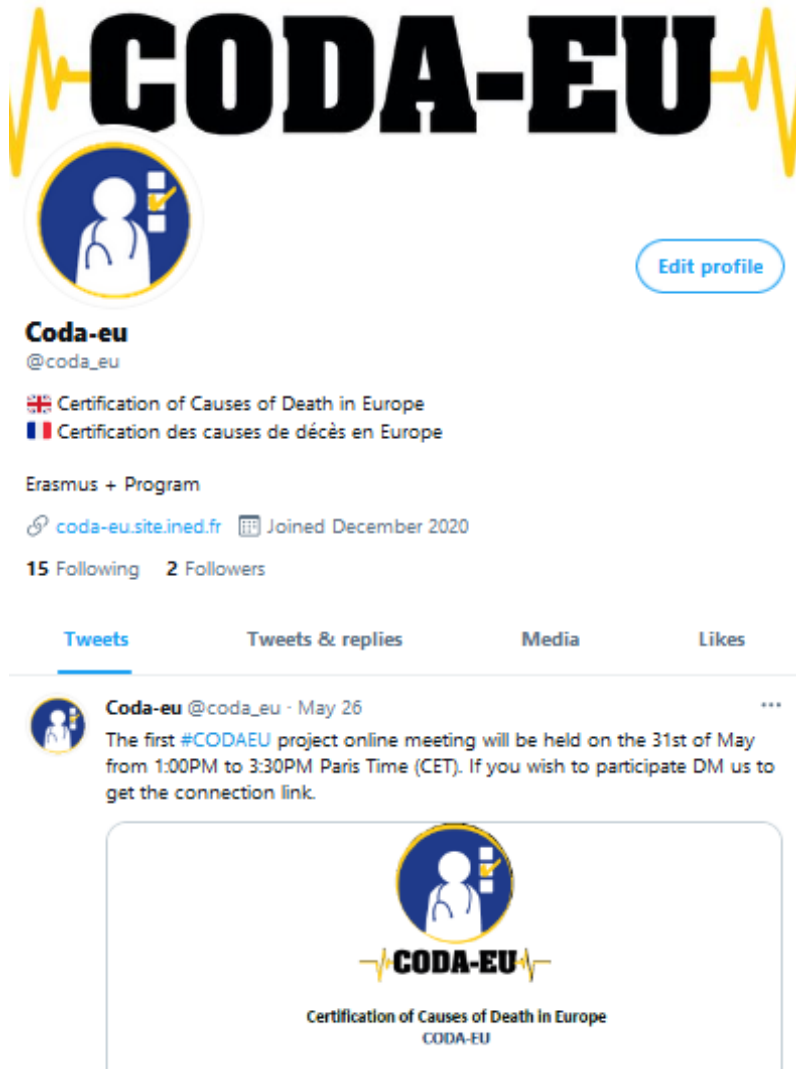 CODA-EU
Edit profile
Coda-eu
@coda_eu
Certification of Causes of Death in Europe
Certification des causes de décès en Europe
Erasmus + Program
coda-eu.site.ined.fr Joined December 2020
15 Following 2 Followers
Tweets Tweets & replies Media Likes
Coda-eu @coda_eu · May 26
The first #CODAEU project online meeting will be held on the 31st of May
from 1:00PM to 3:30PM Paris Time (CET). If you wish to participate DM us to
get the connection link.
CODA-EU
Certification of Causes of Death in Europe
CODA-EU